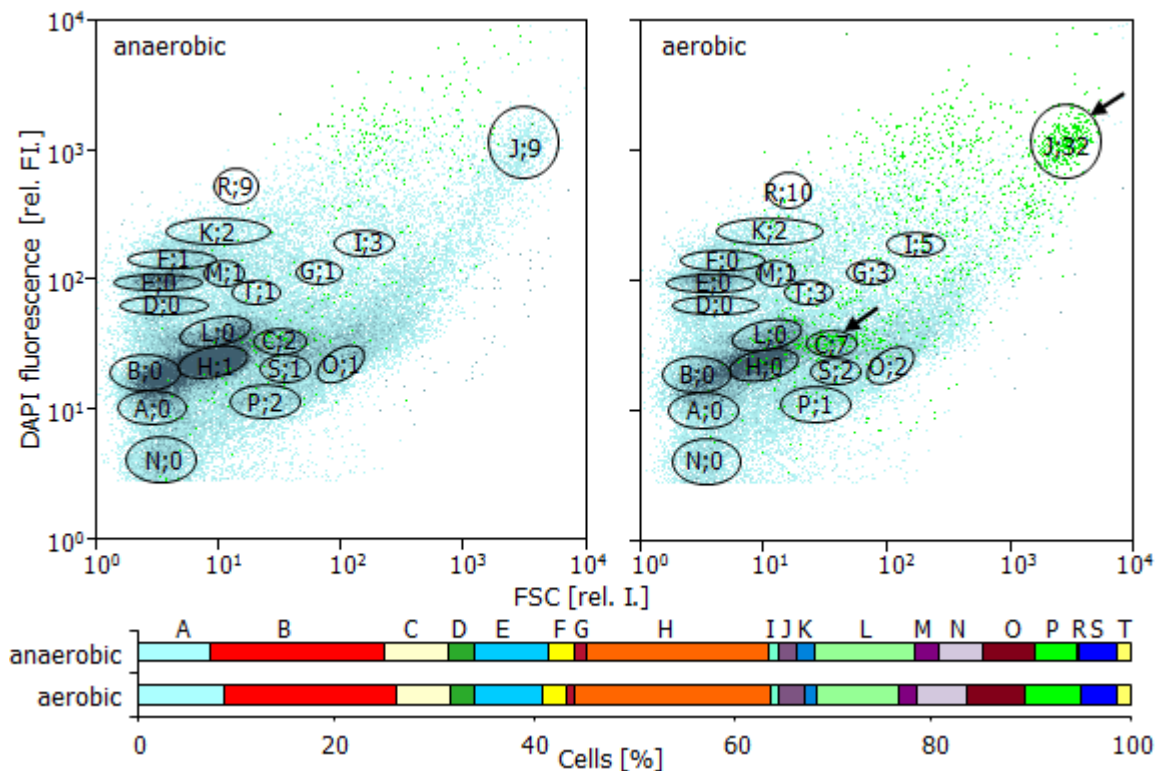 10⁴
anaerobic
aerobic
10³
J;9
J;32
R;9
R;10
K;2
K;2
I;3
I;5
F;1
F;0
10²
M;1
G;1
M;1
G;3
E;0
T;1
E;0
T;3
D;0
D;0
L;0
C;2
L;0
C;7
B;0
H;1
S;1
O;1
B;0
H;0
S;2
O;2
10¹
A;0
P;2
A;0
P;1
N;0
N;0
10⁰
DAPI fluorescence [rel. FI.]
10⁰ 10¹ 10² 10³ 10⁴
10⁰ 10¹ 10² 10³ 10⁴
FSC [rel. I.]
A B C D E F G H I J K L M N O P R S T
anaerobic
aerobic
0 20 40 60 80 100
Cells [%]